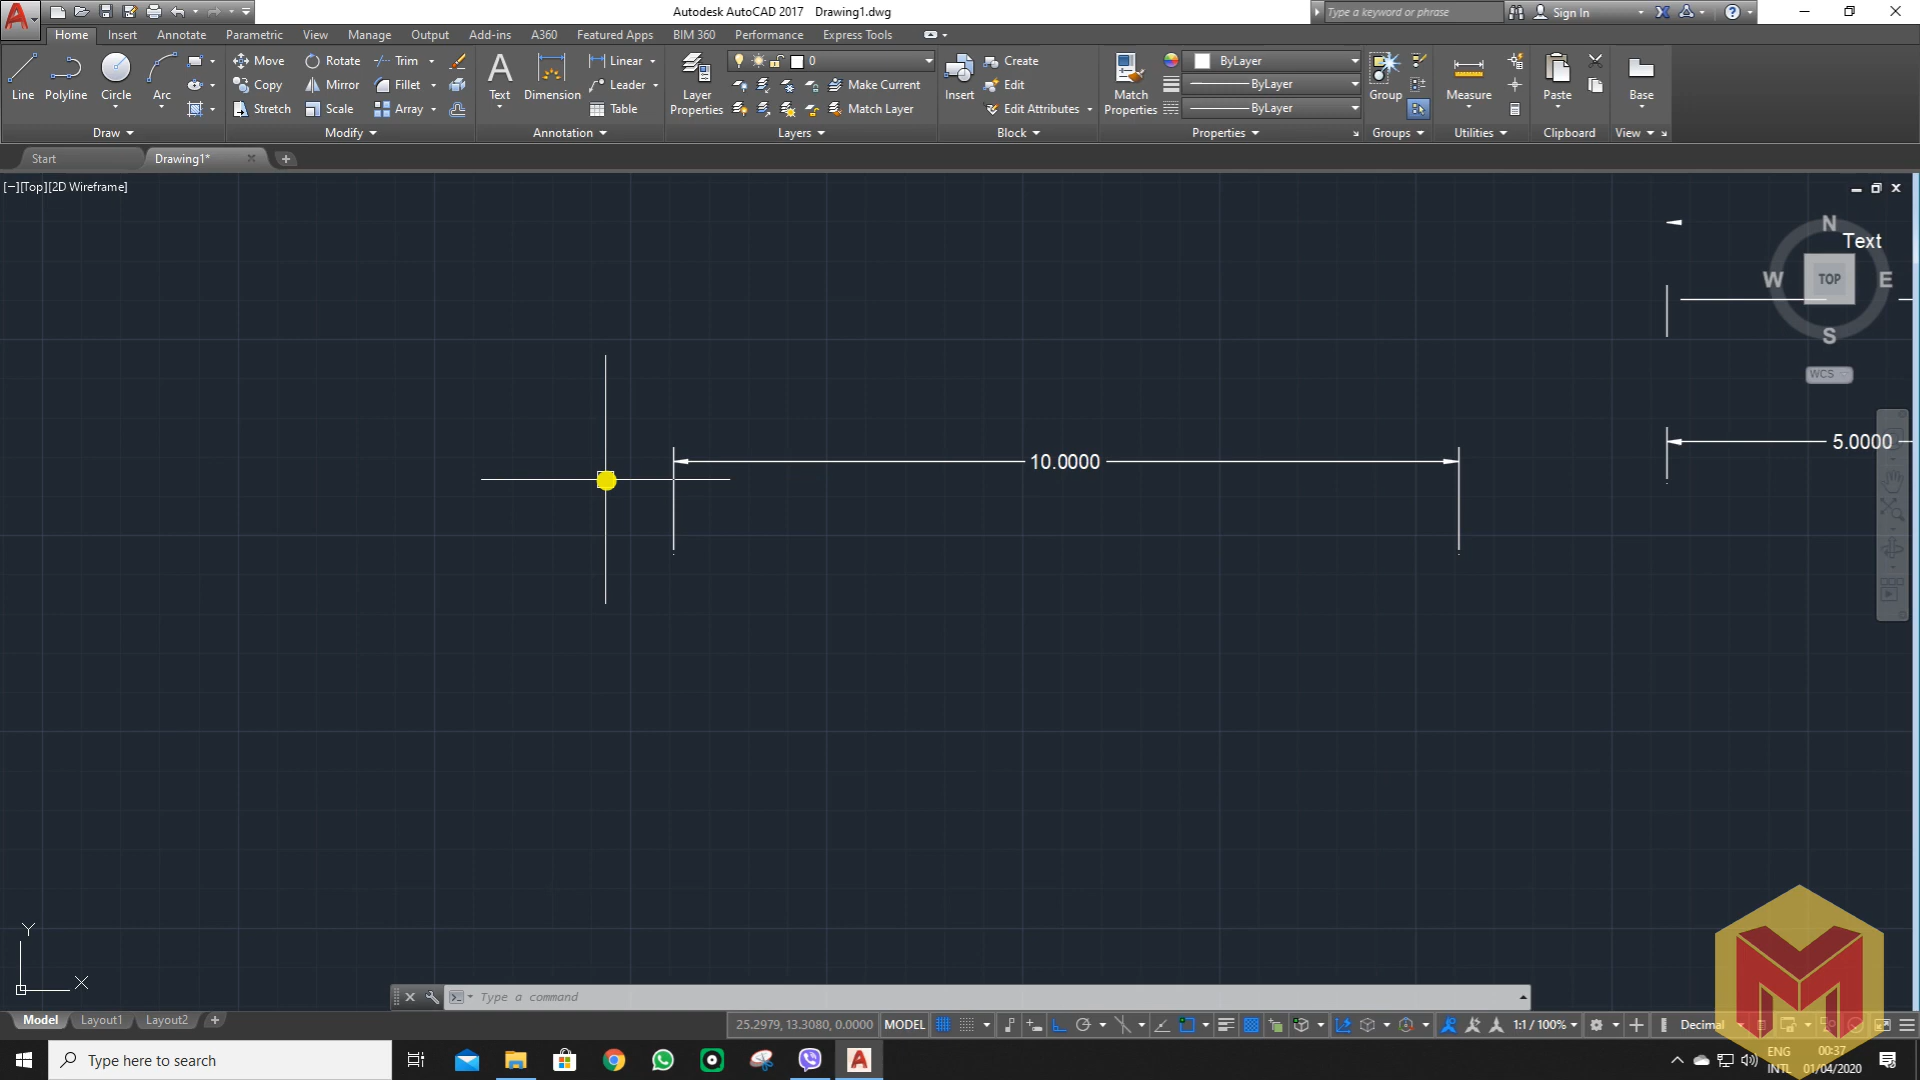 Autodesk AutoCAD 2017 Drawing1.dwg
Type a keyword or phrase
Sign In
Home Insert Annotate Parametric View Manage Output Add-ins A360 Featured Apps BIM 360 Performance Express Tools
Line Polyline Circle Arc
Move Rotate Trim
Copy Mirror Fillet
Stretch Scale Array
Text Dimension
Linear
Leader
Table
Layer Properties
0
Make Current
Match Layer
Insert
Create
Edit
Edit Attributes
Match Properties
ByLayer
ByLayer
ByLayer
Group Measure Paste Base
Draw Modify Annotation Layers Block Properties Groups Utilities Clipboard View
Start Drawing1*
[−][Top][2D Wireframe]
N
Text
W TOP E
S
WCS
10.0000
5.0000
Y
X
Type a command
Model Layout1 Layout2
25.2979, 13.3080, 0.0000 MODEL 1:1 / 100% Decimal
Type here to search
ENG
INTL
00:37
01/04/2020